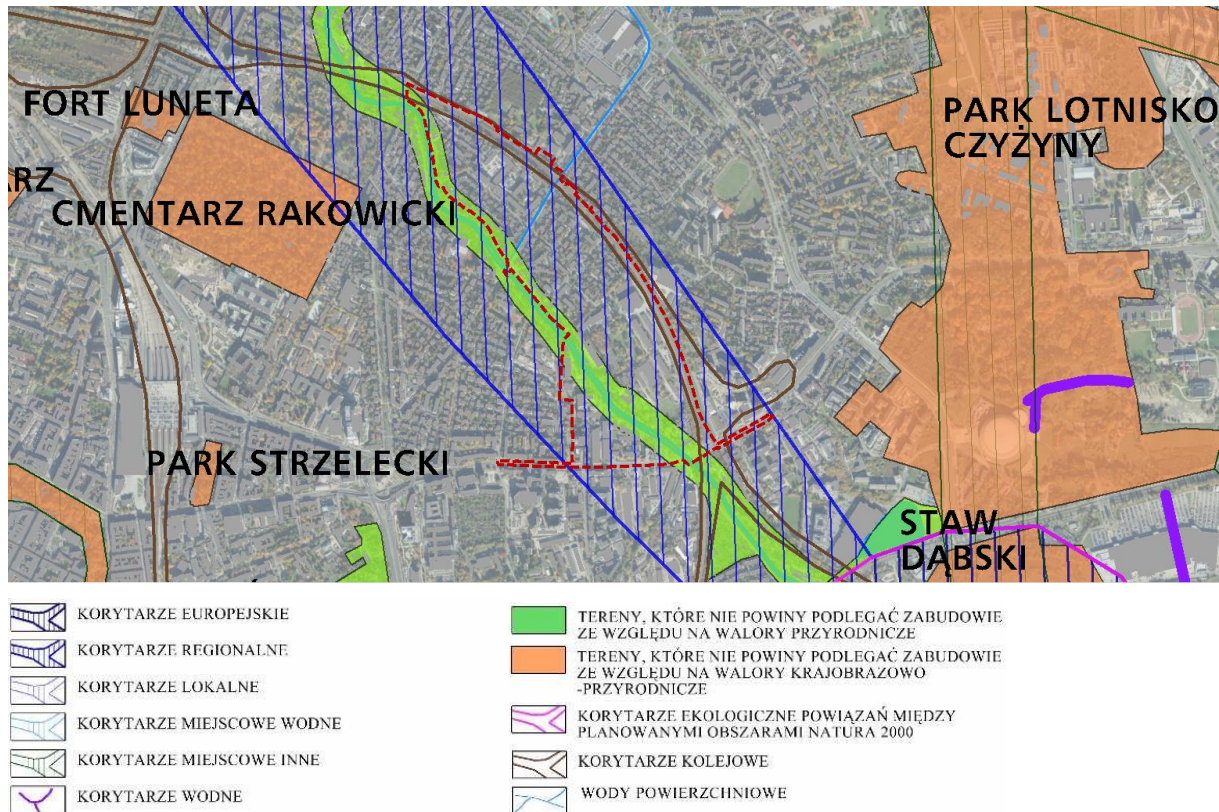 FORT LUNETA
PARK LOTNISKO
CZYŻYNY
ARZ
CMENTARZ RAKOWICKI
PARK STRZELECKI
STAW
DĄBSKI
KORYTARZE EUROPEJSKIE
KORYTARZE REGIONALNE
KORYTARZE LOKALNE
KORYTARZE MIEJSCOWE WODNE
KORYTARZE MIEJSCOWE INNE
KORYTARZE WODNE
TERENY, KTÓRE NIE POWINY PODLEGAĆ ZABUDOWIE
ZE WZGLĘDU NA WALORY PRZYRODNICZE
TERENY, KTÓRE NIE POWINY PODLEGAĆ ZABUDOWIE
ZE WZGLĘDU NA WALORY KRAJOBRAZOWO
-PRZYRODNICZE
KORYTARZE EKOLOGICZNE POWIĄZAŃ MIĘDZY
PLANOWANYMI OBSZARAMI NATURA 2000
KORYTARZE KOLEJOWE
WODY POWIERZCHNIOWE